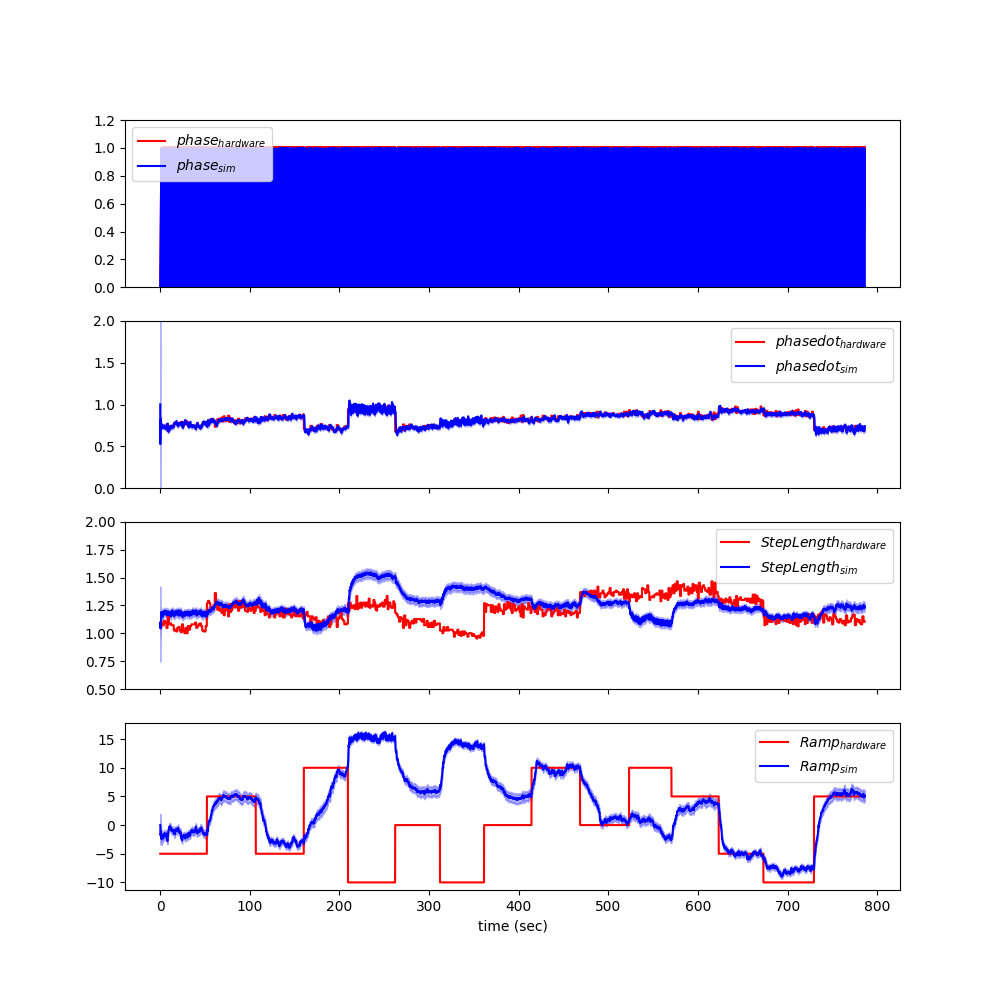 1.2
1.0
0.8
0.6
0.4
0.2
0.0
phase_hardware
phase_sim
2.0
1.5
1.0
0.5
0.0
phasedot_hardware
phasedot_sim
2.00
1.75
1.50
1.25
1.00
0.75
0.50
StepLength_hardware
StepLength_sim
15
10
5
0
−5
−10
Ramp_hardware
Ramp_sim
0 100 200 300 400 500 600 700 800
time (sec)